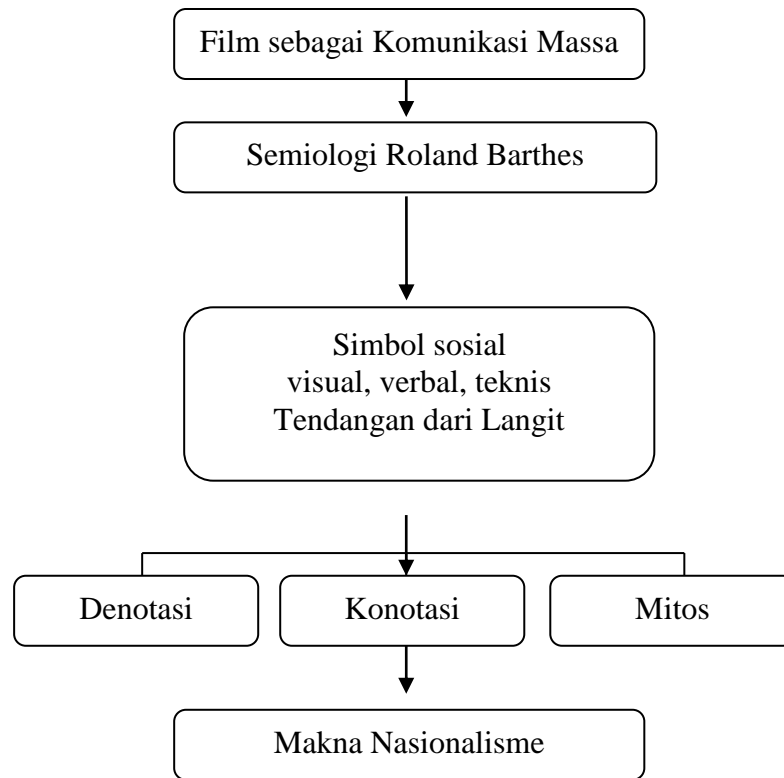 Film sebagai Komunikasi Massa
Semiologi Roland Barthes
Simbol sosial
visual, verbal, teknis
Tendangan dari Langit
Denotasi
Konotasi
Mitos
Makna Nasionalisme